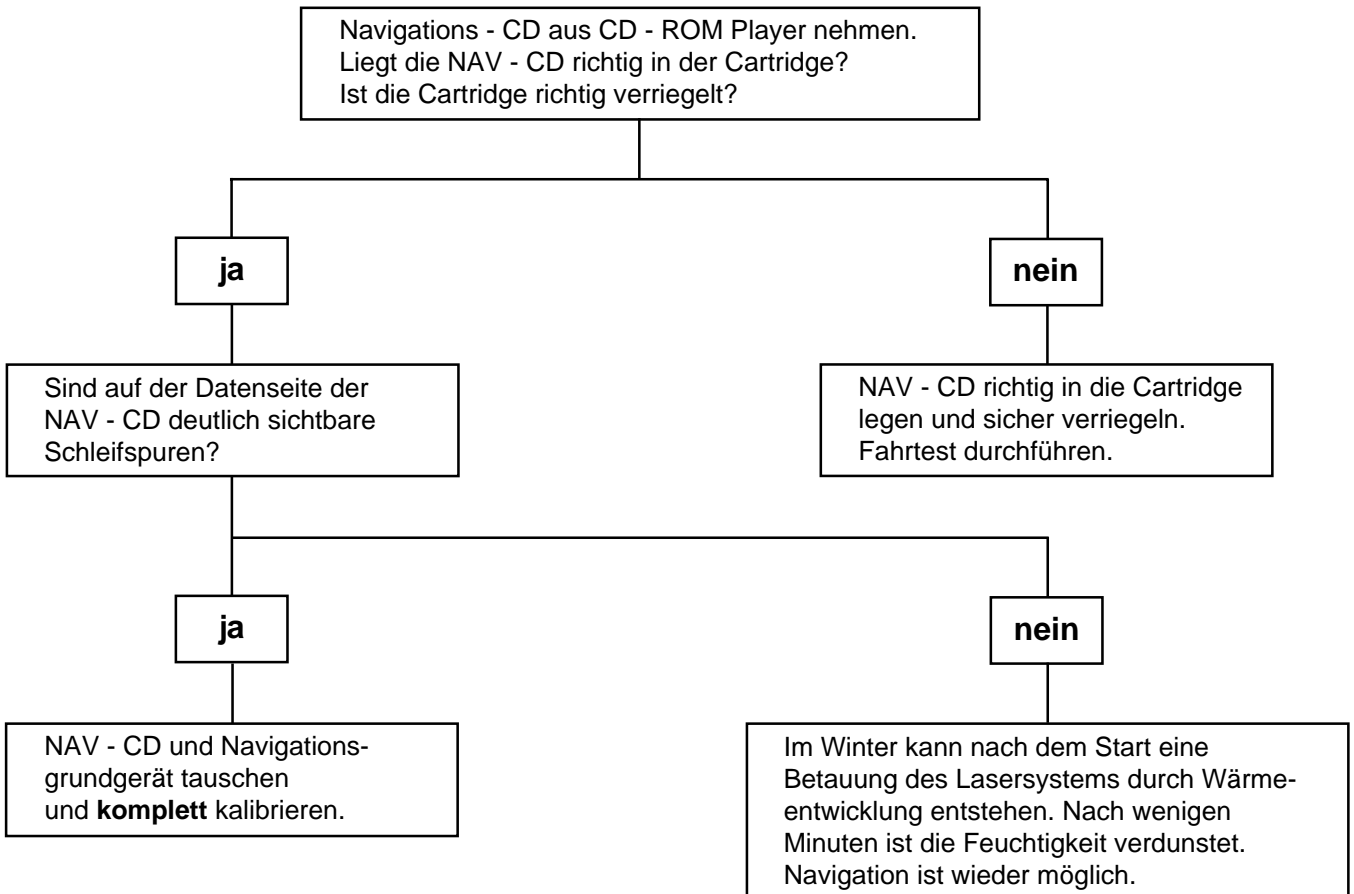 Navigations - CD aus CD - ROM Player nehmen.
Liegt die NAV - CD richtig in der Cartridge?
Ist die Cartridge richtig verriegelt?
ja
nein
Sind auf der Datenseite der
NAV - CD deutlich sichtbare
Schleifspuren?
NAV - CD richtig in die Cartridge
legen und sicher verriegeln.
Fahrtest durchführen.
ja
nein
NAV - CD und Navigations-
grundgerät tauschen
und komplett kalibrieren.
Im Winter kann nach dem Start eine
Betauung des Lasersystems durch Wärme-
entwicklung entstehen. Nach wenigen
Minuten ist die Feuchtigkeit verdunstet.
Navigation ist wieder möglich.